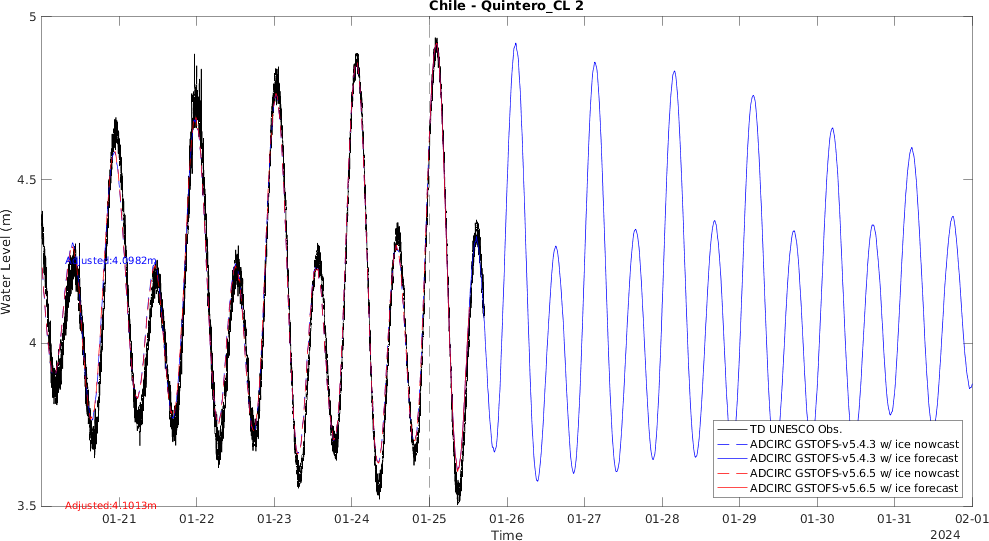 Chile - Quintero_CL 2
Water Level (m)
5
4.5
4
3.5
Adjusted:4.0982m
Adjusted:4.1013m
TD UNESCO Obs.
ADCIRC GSTOFS-v5.4.3 w/ ice nowcast
ADCIRC GSTOFS-v5.4.3 w/ ice forecast
ADCIRC GSTOFS-v5.6.5 w/ ice nowcast
ADCIRC GSTOFS-v5.6.5 w/ ice forecast
01-21 01-22 01-23 01-24 01-25 01-26 01-27 01-28 01-29 01-30 01-31 02-01
Time
2024